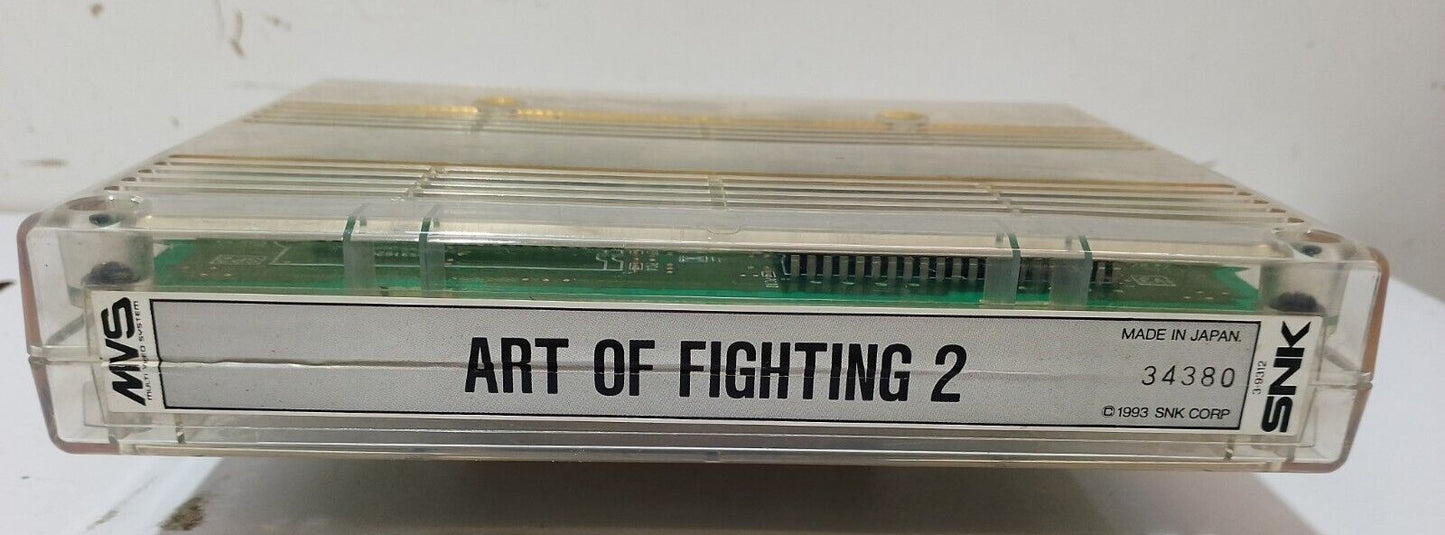 MVS
MULTI VIDEO SYSTEM
ART OF FIGHTING 2
MADE IN JAPAN.
34380
©1993 SNK CORP
3-9312
SNK